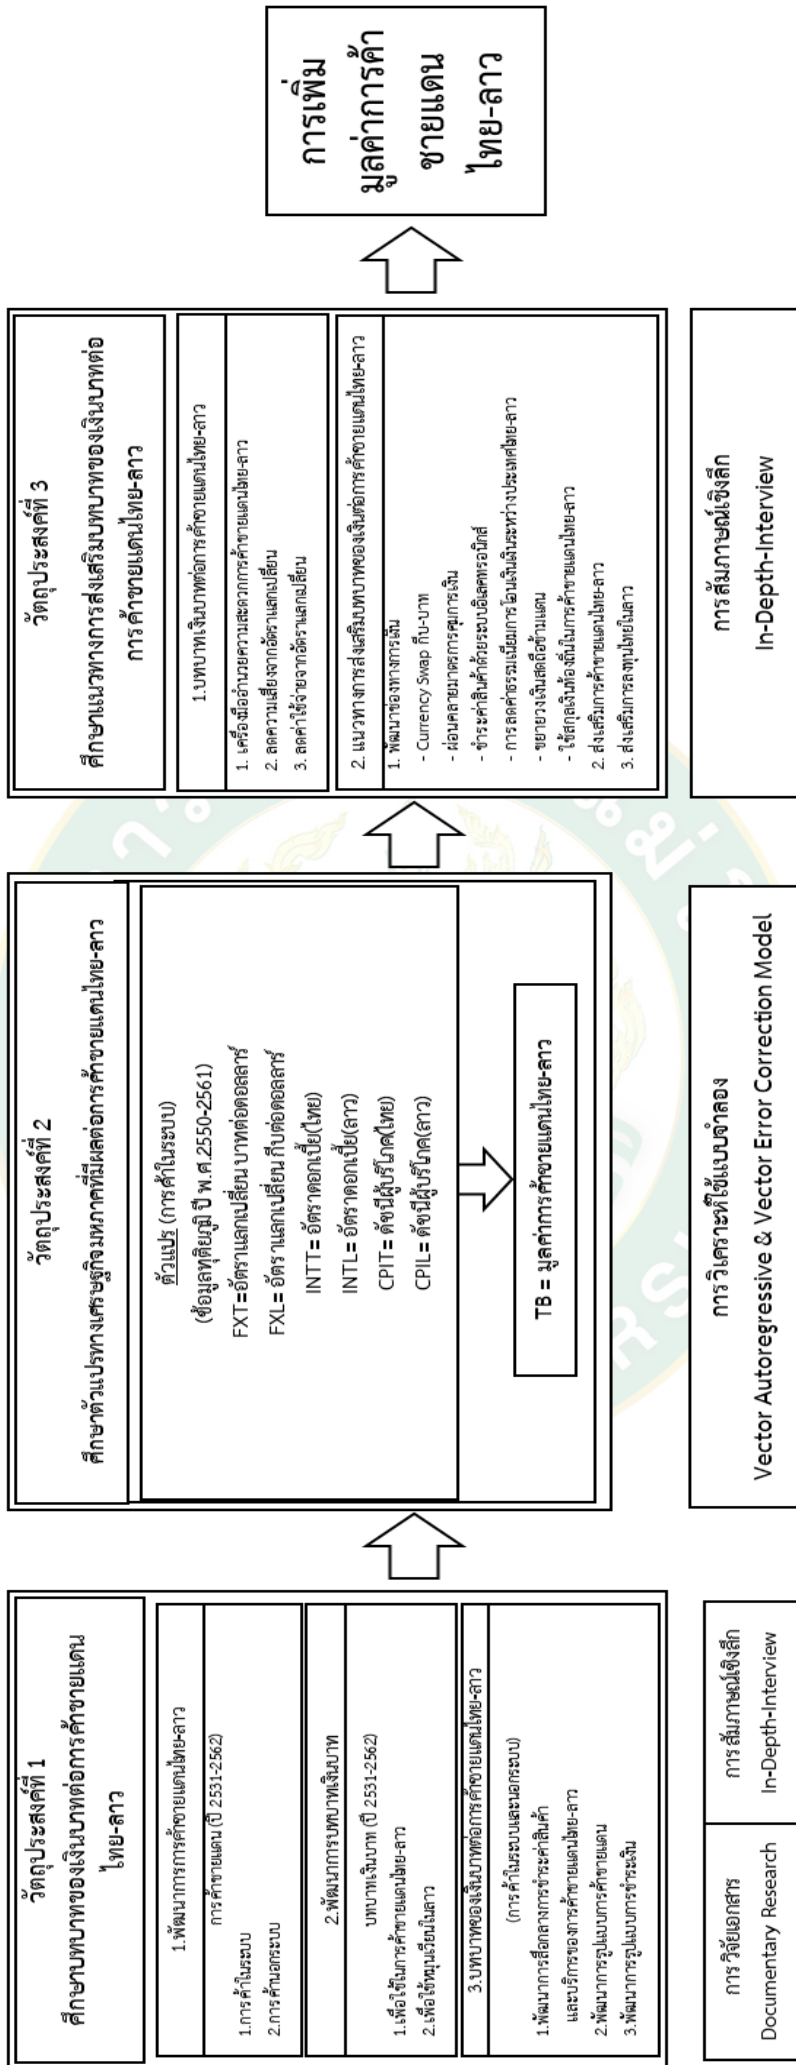 วัตถุประสงค์ที่ 1
ศึกษาบทบาทของเงินบาทต่อการค้าชายแดน
ไทย-ลาว
1.พัฒนาการการค้าชายแดนไทย-ลาว
การค้าชายแดน (ปี 2531-2562)
1.การค้าในระบบ
2.การค้านอกระบบ
2.พัฒนาการบทบาทเงินบาท
บทบาทเงินบาท (ปี 2531-2562)
1.เพื่อใช้ในการค้าชายแดนไทย-ลาว
2.เพื่อใช้หมุนเวียนในลาว
3.บทบาทของเงินบาทต่อการค้าชายแดนไทย-ลาว
(การค้าในระบบและนอกระบบ)
1.พัฒนาการสื่อกลางการชำระค่าสินค้า
และบริการของการค้าชายแดนไทย-ลาว
2.พัฒนาการรูปแบบการค้าชายแดน
3.พัฒนาการรูปแบบการชำระเงิน
การวิจัยเอกสาร
Documentary Research
การสัมภาษณ์เชิงลึก
In-Depth-Interview
วัตถุประสงค์ที่ 2
ศึกษาตัวแปรทางเศรษฐกิจมหภาคที่มีผลต่อการค้าชายแดนไทย-ลาว
ตัวแปร (การค้าในระบบ)
(ข้อมูลทุติยภูมิ ปี พ.ศ.2550-2561)
FXT=อัตราแลกเปลี่ยน บาทต่อดอลลาร์
FXL= อัตราแลกเปลี่ยน กีบต่อดอลลาร์
INTT= อัตราดอกเบี้ย(ไทย)
INTL= อัตราดอกเบี้ย(ลาว)
CPIT= ดัชนีผู้บริโภค(ไทย)
CPIL= ดัชนีผู้บริโภค(ลาว)
TB = มูลค่าการค้าชายแดนไทย-ลาว
การวิเคราะห์ใช้แบบจำลอง
Vector Autoregressive & Vector Error Correction Model
วัตถุประสงค์ที่ 3
ศึกษาแนวทางการส่งเสริมบทบาทของเงินบาทต่อ
การค้าชายแดนไทย-ลาว
1.บทบาทเงินบาทต่อการค้าชายแดนไทย-ลาว
1. เครื่องมืออำนวยความสะดวกการค้าชายแดนไทย-ลาว
2. ลดความเสี่ยงจากอัตราแลกเปลี่ยน
3. ลดค่าใช้จ่ายจากอัตราแลกเปลี่ยน
2. แนวทางการส่งเสริมบทบาทของเงินต่อการค้าชายแดนไทย-ลาว
1. พัฒนาช่องทางการเงิน
- Currency Swap กีบ-บาท
- ผ่อนคลายมาตรการคุมการเงิน
- ชำระค่าสินค้าด้วยระบบอิเลคทรอนิกส์
- การลดค่าธรรมเนียมการโอนเงินเงินระหว่างประเทศไทย-ลาว
- ขยายวงเงินสดถือข้ามแดน
- ใช้สกุลเงินท้องถิ่นในการค้าชายแดนไทย-ลาว
2. ส่งเสริมการค้าชายแดนไทย-ลาว
3. ส่งเสริมการลงทุนไทยในลาว
การสัมภาษณ์เชิงลึก
In-Depth-Interview
การเพิ่ม
มูลค่าการค้า
ชายแดน
ไทย-ลาว